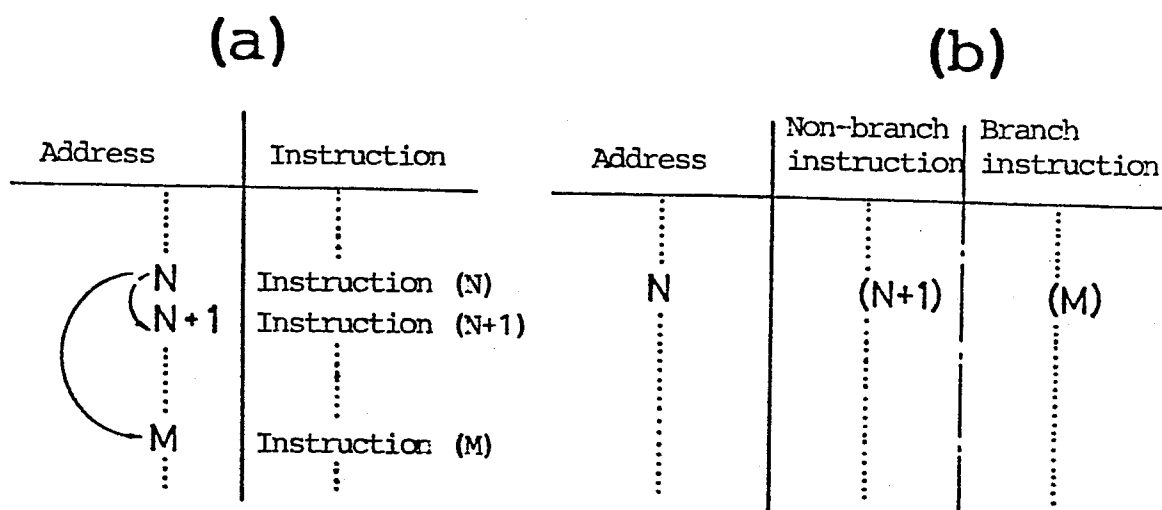 (a)
Address Instruction
N Instruction (N)
N+1 Instruction (N+1)
M Instruction (M)
(b)
Address Non-branch instruction Branch instruction
N (N+1) (M)